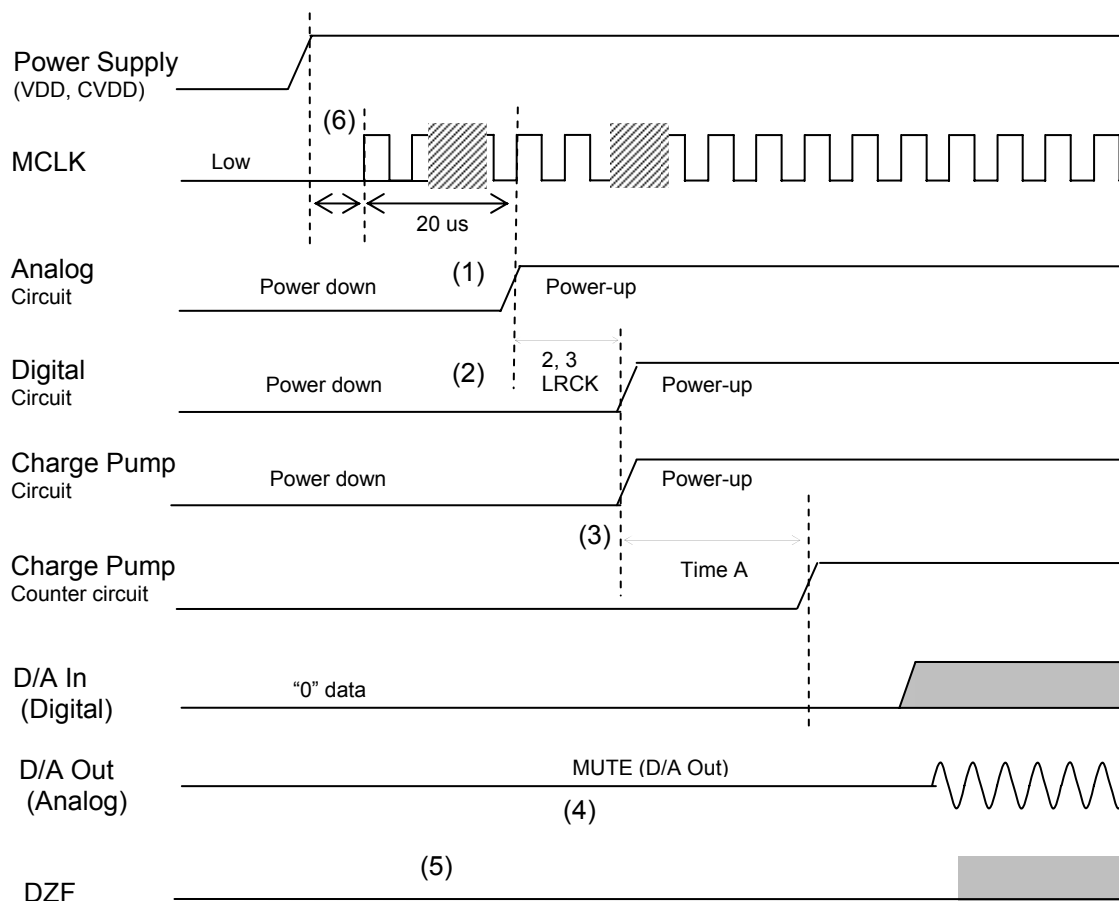 Power Supply
(VDD, CVDD)
(6)
MCLK
Low
20 us
Analog
Circuit
Power down
(1)
Power-up
Digital
Circuit
Power down
(2)
2, 3
LRCK
Power-up
Charge Pump
Circuit
Power down
Power-up
(3)
Charge Pump
Counter circuit
Time A
D/A In
(Digital)
“0” data
D/A Out
(Analog)
MUTE (D/A Out)
(4)
DZF
(5)